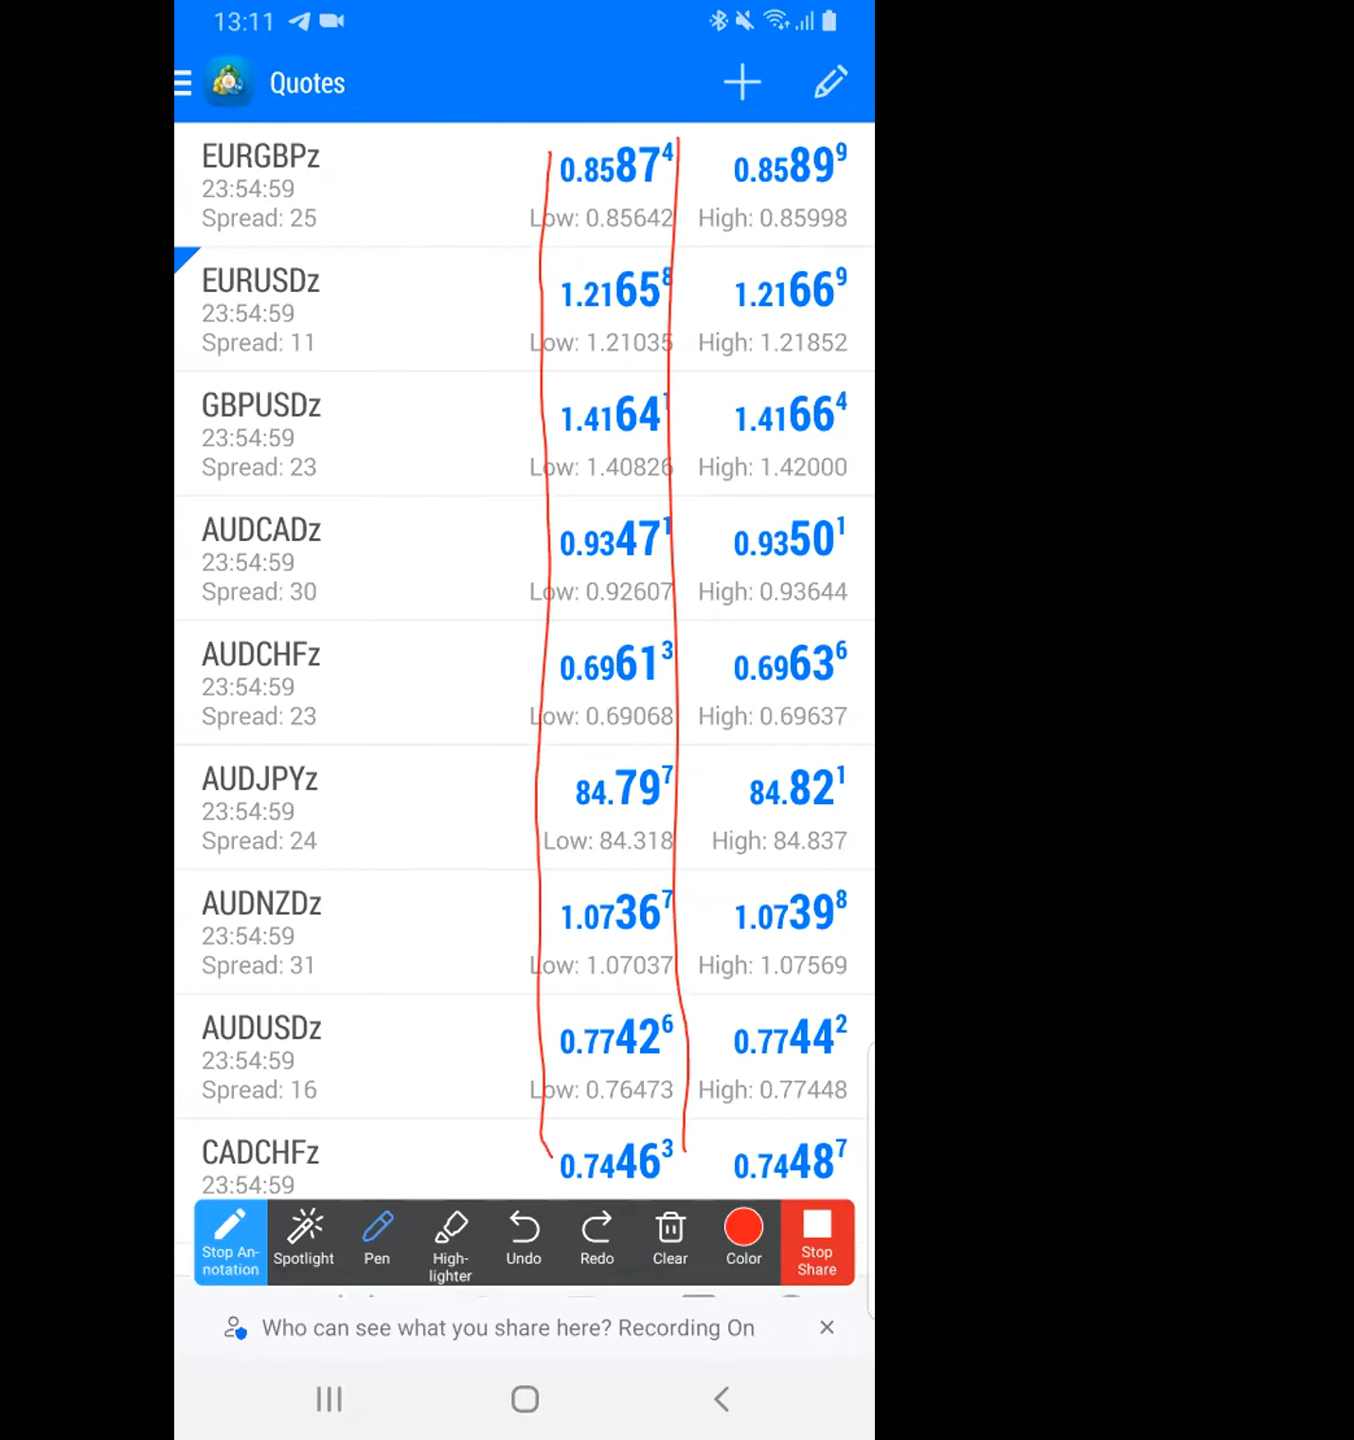 13:11
Quotes
EURGBPz
23:54:59
Spread: 25
0.85874
Low: 0.85642
0.85899
High: 0.85998
EURUSDz
23:54:59
Spread: 11
1.21658
Low: 1.21035
1.21669
High: 1.21852
GBPUSDz
23:54:59
Spread: 23
1.41641
Low: 1.40826
1.41664
High: 1.42000
AUDCADz
23:54:59
Spread: 30
0.93471
Low: 0.92607
0.93501
High: 0.93644
AUDCHFz
23:54:59
Spread: 23
0.69613
Low: 0.69068
0.69636
High: 0.69637
AUDJPYz
23:54:59
Spread: 24
84.797
Low: 84.318
84.821
High: 84.837
AUDNZDz
23:54:59
Spread: 31
1.07367
Low: 1.07037
1.07398
High: 1.07569
AUDUSDz
23:54:59
Spread: 16
0.77426
Low: 0.76473
0.77442
High: 0.77448
CADCHFz
23:54:59
0.74463
0.74487
Stop An-
notation
Spotlight
Pen
High-
lighter
Undo
Redo
Clear
Color
Stop
Share
Who can see what you share here? Recording On